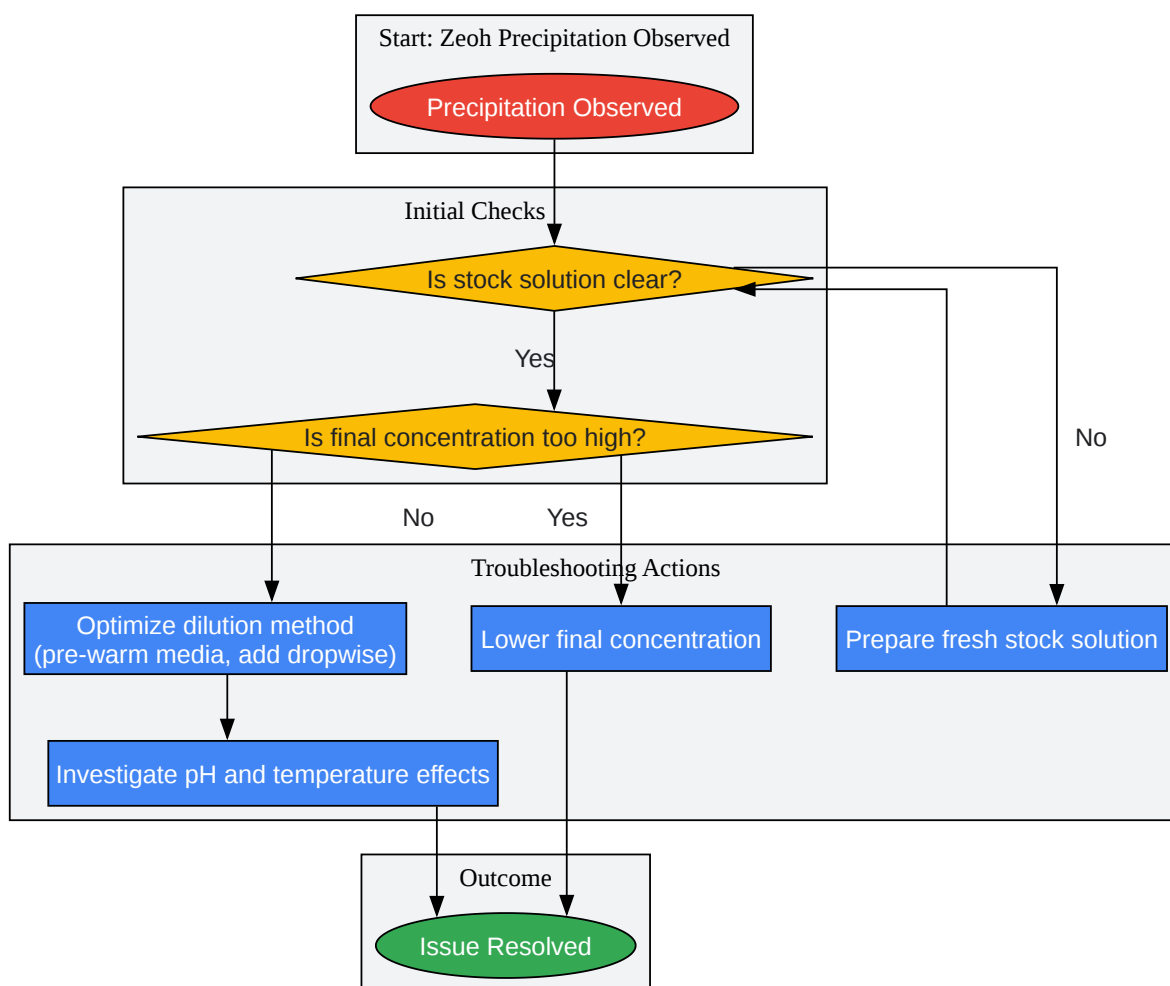 Start: Zeoh Precipitation Observed
Precipitation Observed
Initial Checks
Is stock solution clear?
Yes
Is final concentration too high?
No
No
Yes
Troubleshooting Actions
Optimize dilution method
(pre-warm media, add dropwise)
Lower final concentration
Prepare fresh stock solution
Investigate pH and temperature effects
Outcome
Issue Resolved